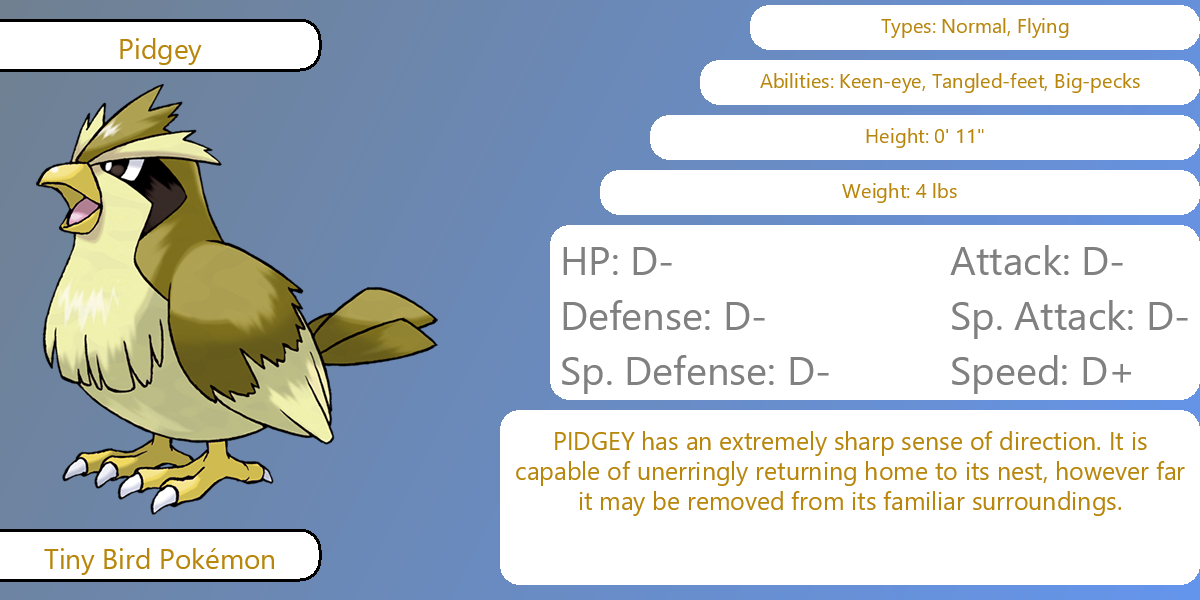 Pidgey
Types: Normal, Flying
Abilities: Keen-eye, Tangled-feet, Big-pecks
Height: 0' 11"
Weight: 4 lbs
HP: D- Attack: D-
Defense: D- Sp. Attack: D-
Sp. Defense: D- Speed: D+
PIDGEY has an extremely sharp sense of direction. It is
capable of unerringly returning home to its nest, however far
it may be removed from its familiar surroundings.
Tiny Bird Pokémon